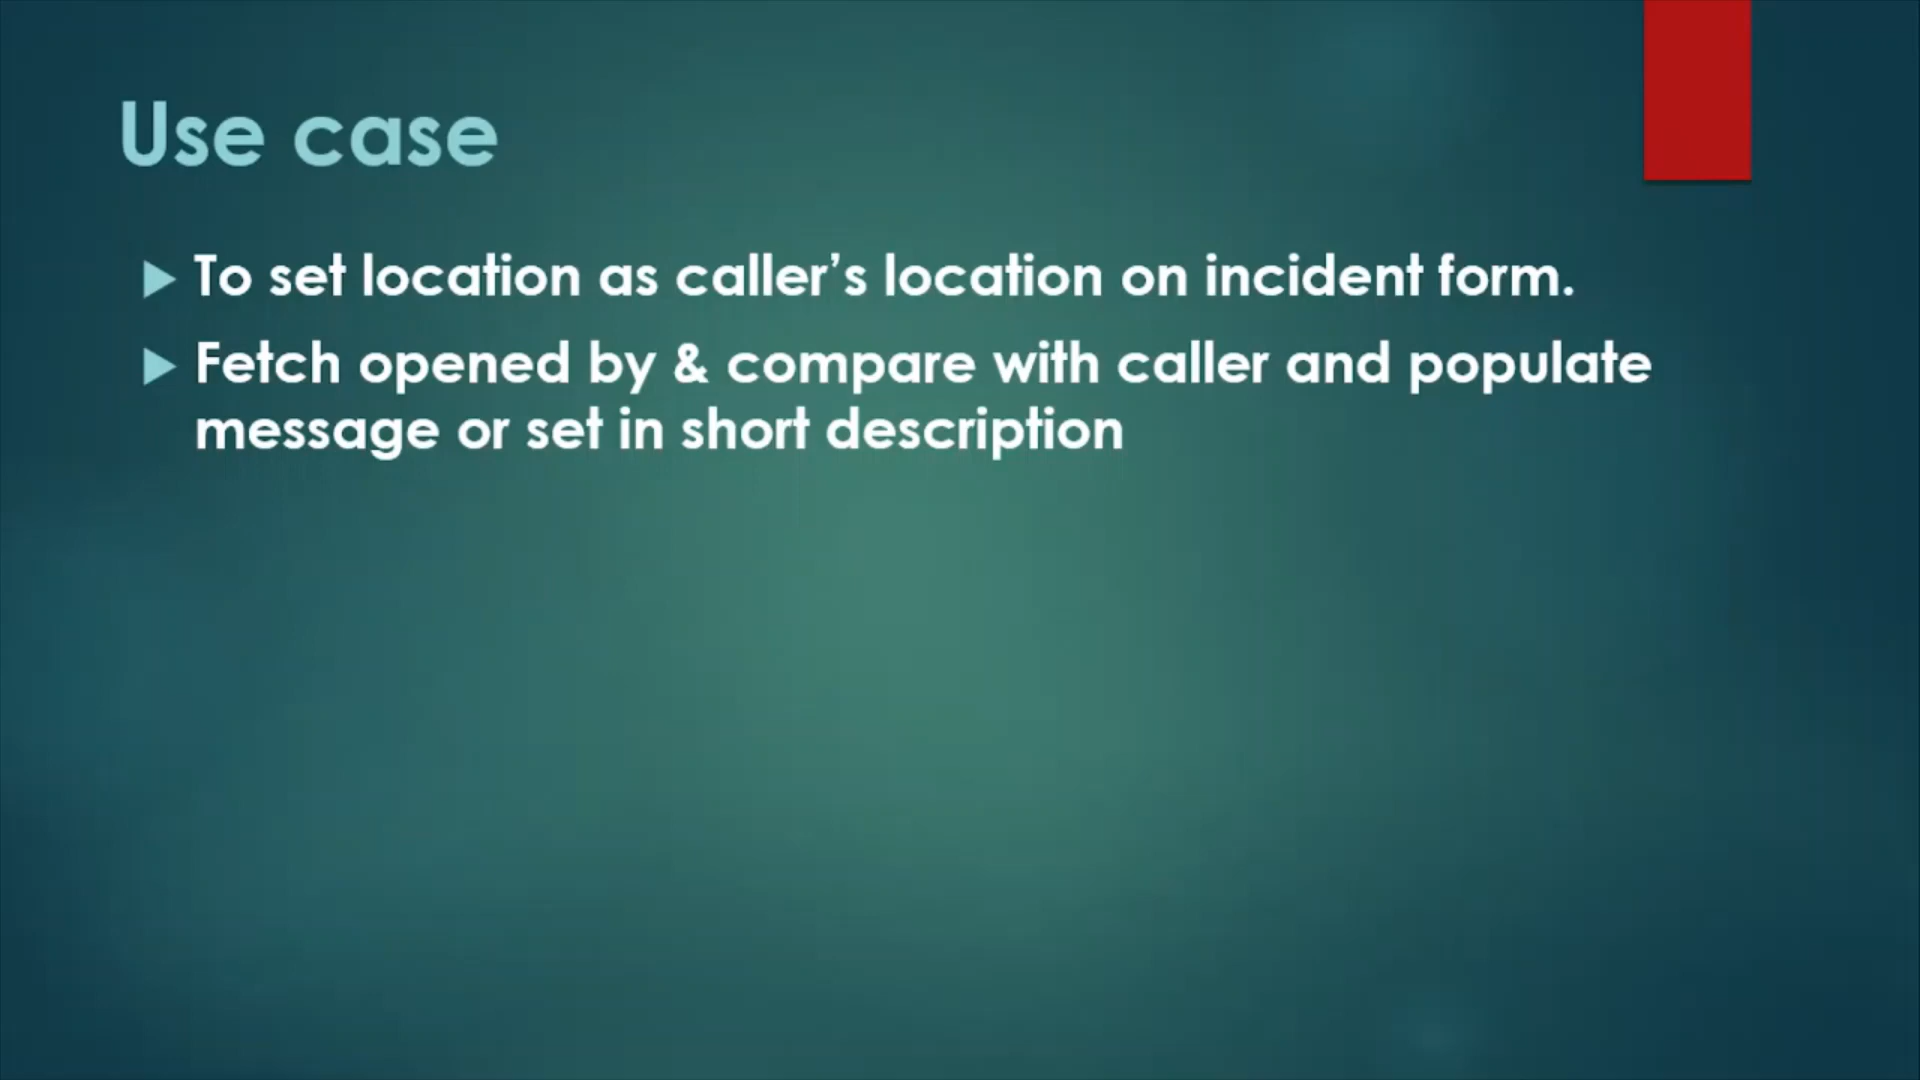 Use case
To set location as caller’s location on incident form.
Fetch opened by & compare with caller and populate
message or set in short description